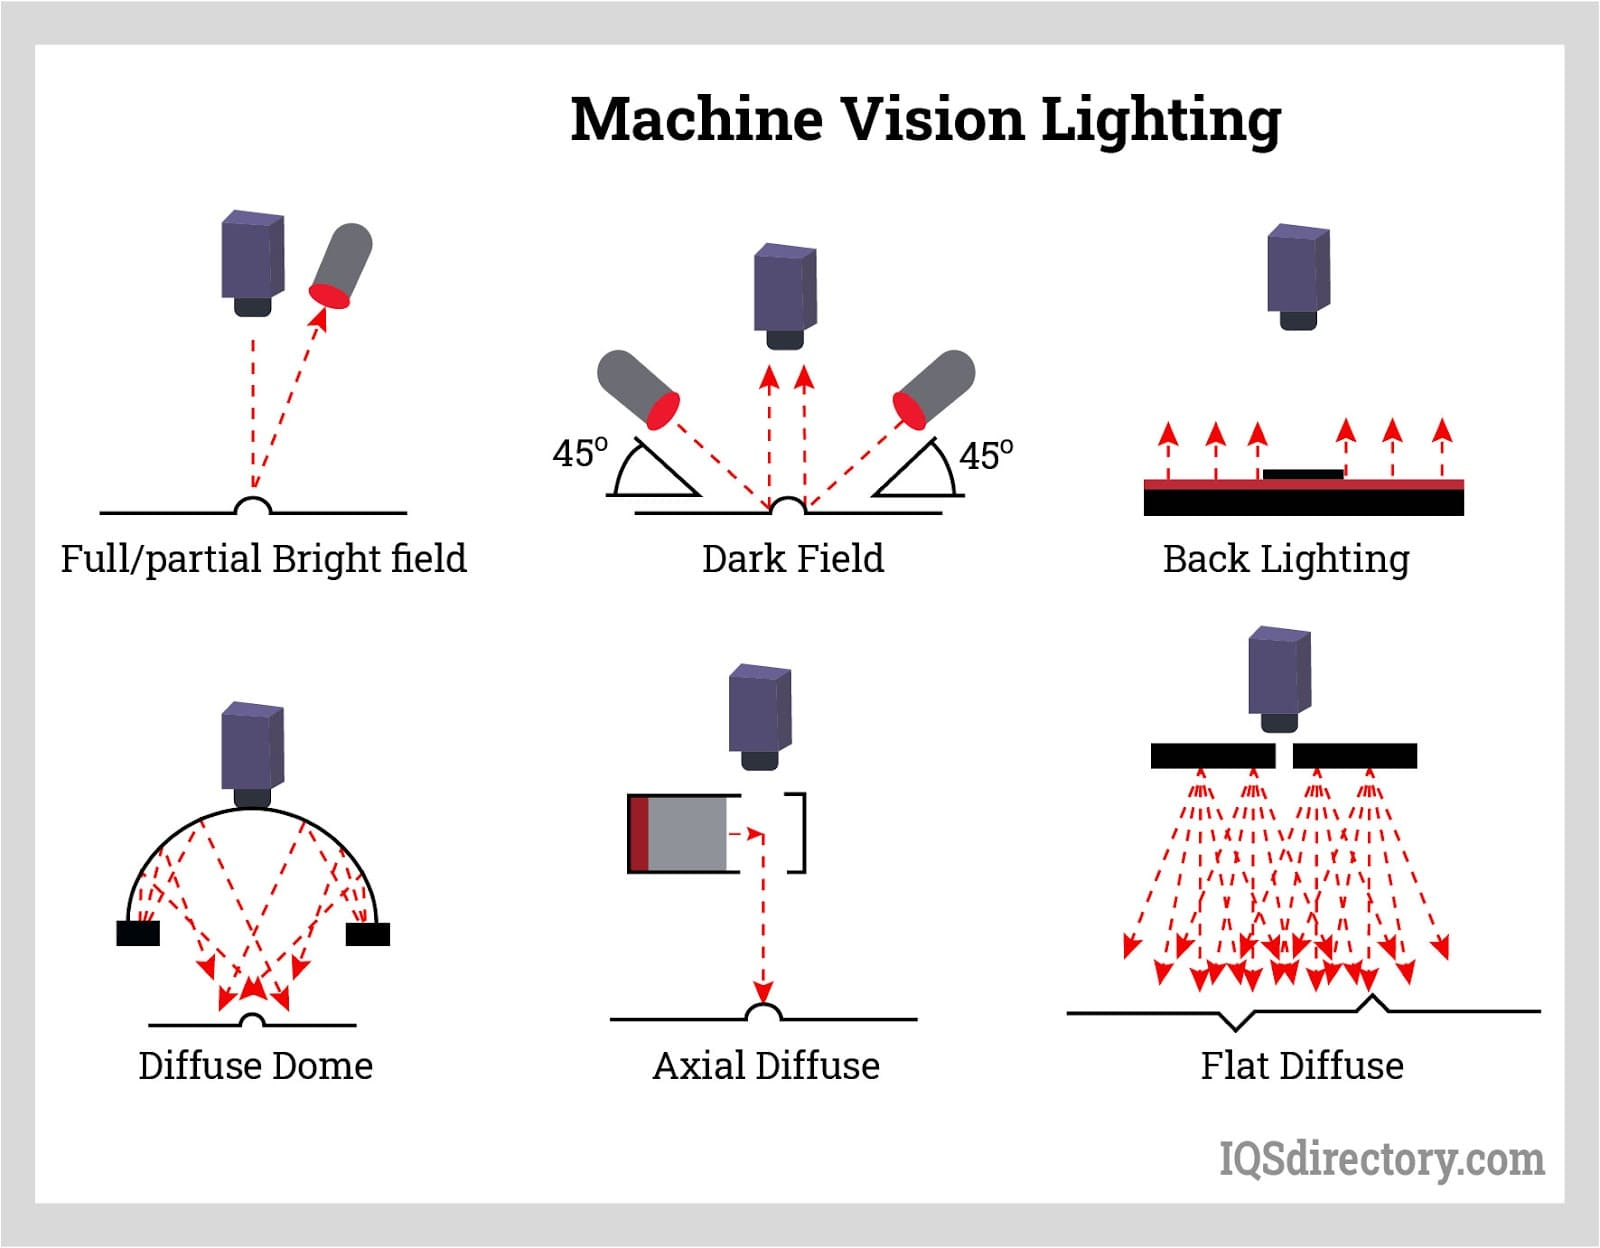 Machine Vision Lighting
45°
45°
Full/partial Bright field
Dark Field
Back Lighting
Diffuse Dome
Axial Diffuse
Flat Diffuse
IQSdirectory.com